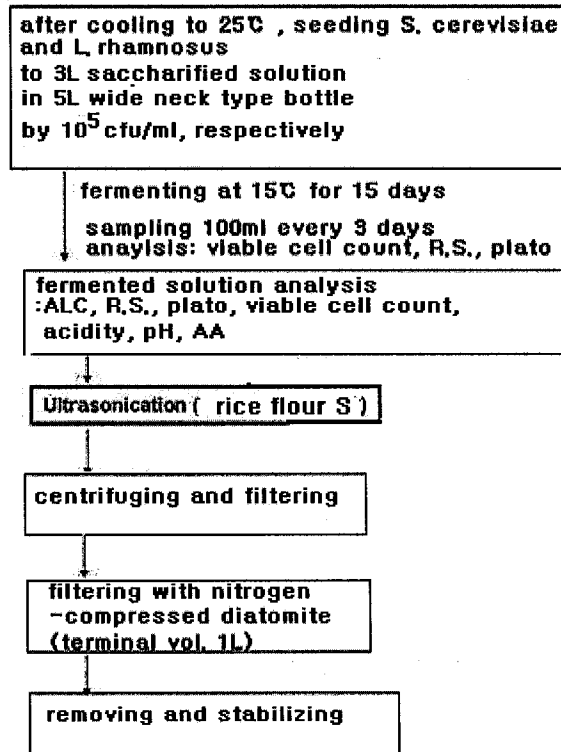 after cooling to 25℃ , seeding S. cerevisiae
and L. rhamnosus
to 3L saccharified solution
in 5L wide neck type bottle
by 10⁵ cfu/ml, respectively
fermenting at 15℃ for 15 days
sampling 100ml every 3 days
anaylsis: viable cell count, R.S., plato
fermented solution analysis
:ALC, R.S., plato, viable cell count,
acidity, pH, AA
Ultrasonication ( rice flour S )
centrifuging and filtering
filtering with nitrogen
-compressed diatomite
(terminal vol. 1L)
removing and stabilizing